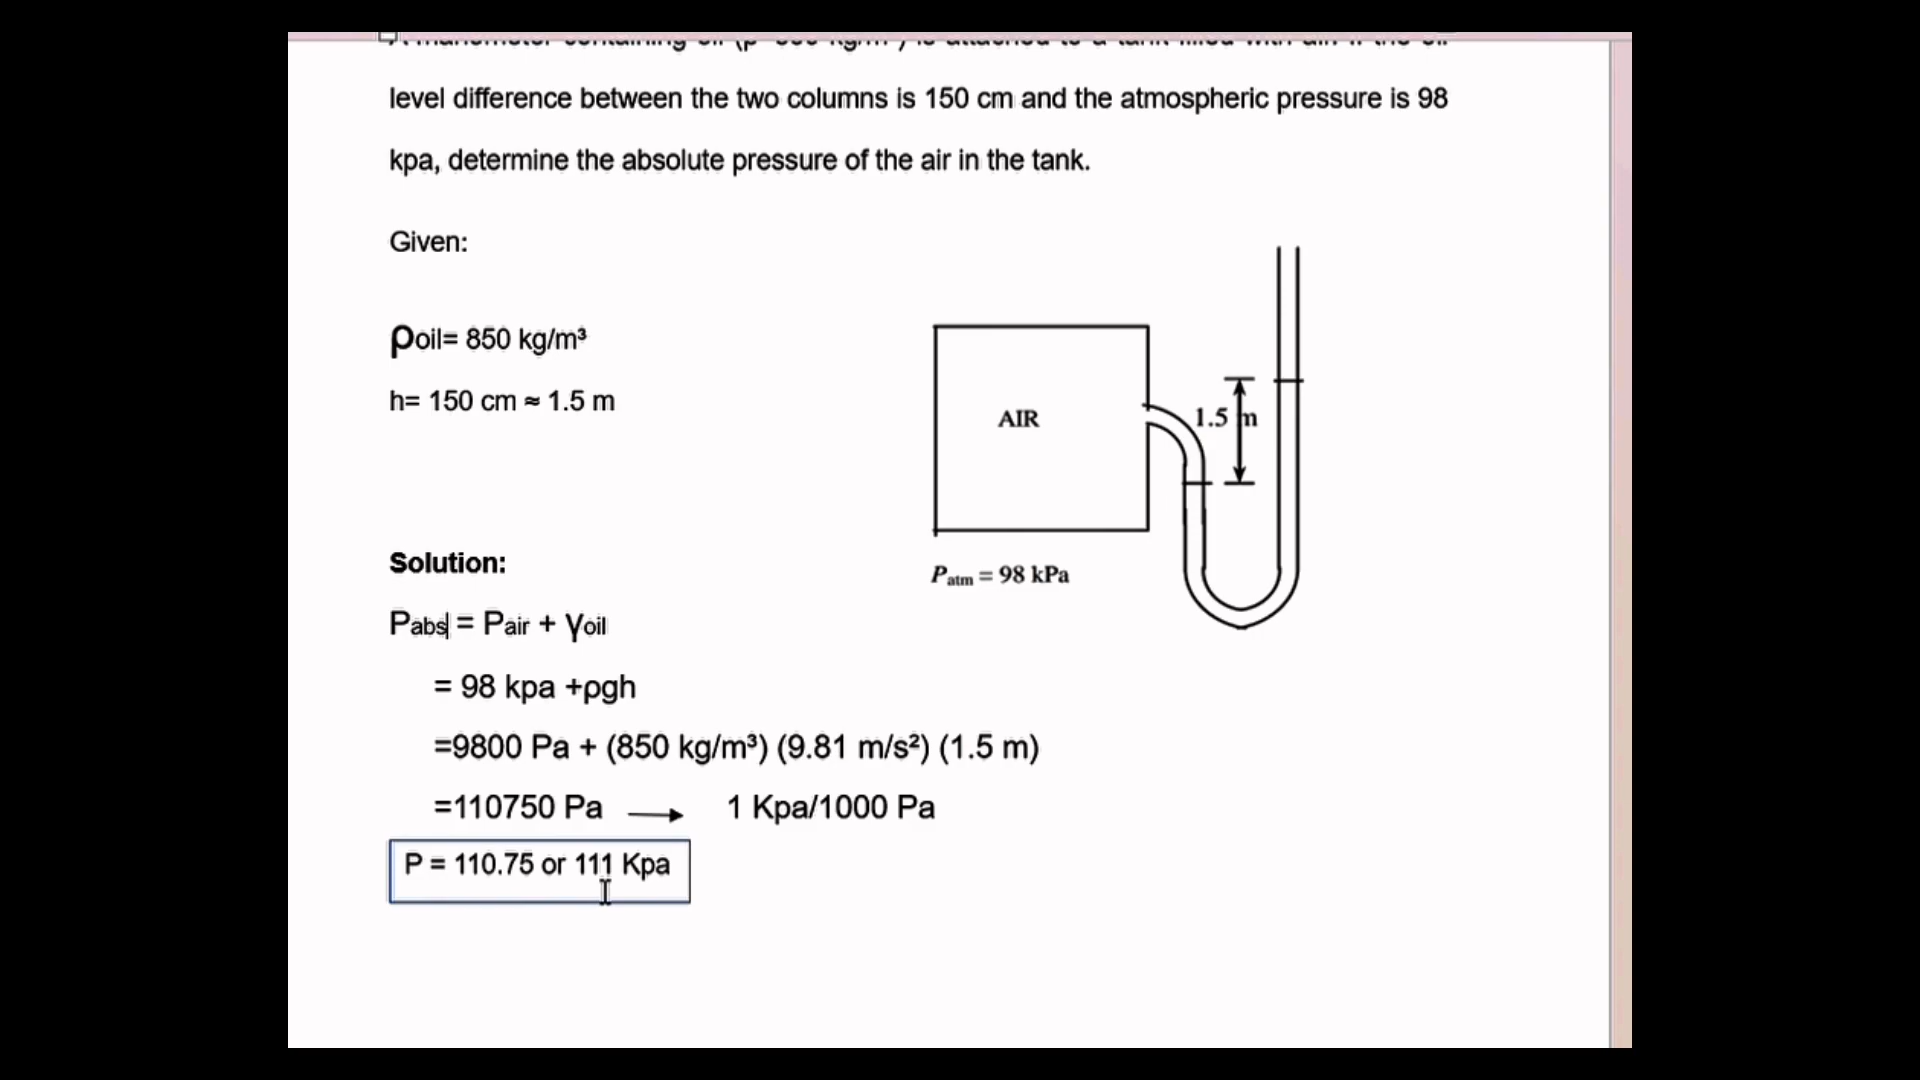 level difference between the two columns is 150 cm and the atmospheric pressure is 98
kpa, determine the absolute pressure of the air in the tank.
Given:
ρoil= 850 kg/m³
h= 150 cm ≈ 1.5 m
AIR
1.5 m
Patm = 98 kPa
Solution:
Pabs = Pair + γoil
= 98 kpa +ρgh
=9800 Pa + (850 kg/m³) (9.81 m/s²) (1.5 m)
=110750 Pa → 1 Kpa/1000 Pa
P = 110.75 or 111 Kpa